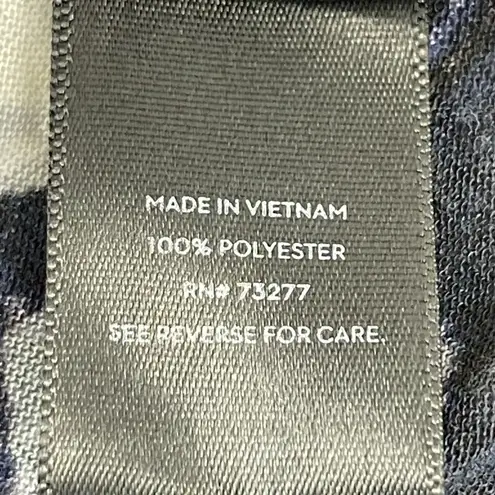 MADE IN VIETNAM
100% POLYESTER
RN# 73277
SEE REVERSE FOR CARE.